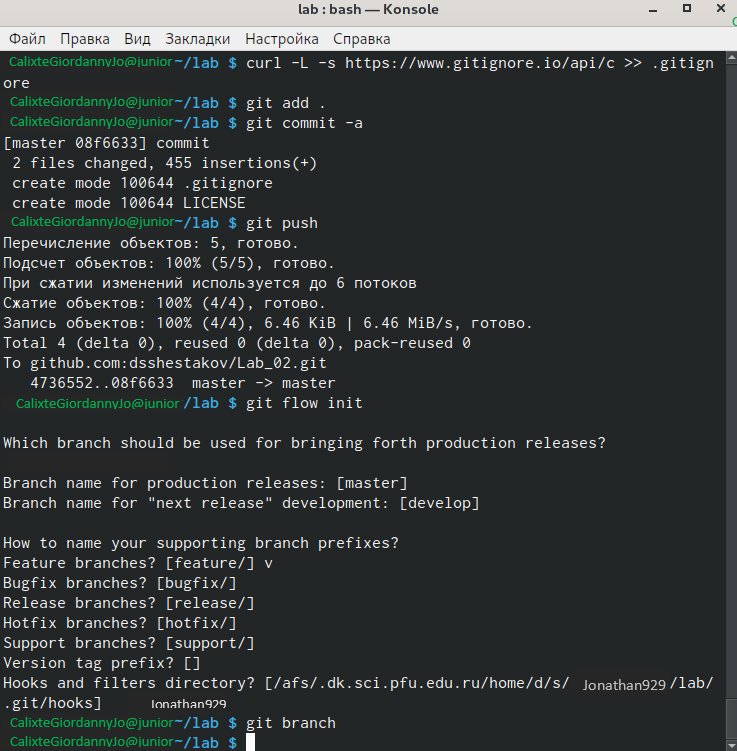 lab : bash — Konsole
Файл Правка Вид Закладки Настройка Справка
CalixteGiordannyJo@junior~/lab $ curl -L -s https://www.gitignore.io/api/c >> .gitign
ore
CalixteGiordannyJo@junior~/lab $ git add .
CalixteGiordannyJo@junior~/lab $ git commit -a
[master 08f6633] commit
2 files changed, 455 insertions(+)
create mode 100644 .gitignore
create mode 100644 LICENSE
CalixteGiordannyJo@junior~/lab $ git push
Перечисление объектов: 5, готово.
Подсчет объектов: 100% (5/5), готово.
При сжатии изменений используется до 6 потоков
Сжатие объектов: 100% (4/4), готово.
Запись объектов: 100% (4/4), 6.46 KiB | 6.46 MiB/s, готово.
Total 4 (delta 0), reused 0 (delta 0), pack-reused 0
To github.com:dsshestakov/Lab_02.git
4736552..08f6633 master -> master
CalixteGiordannyJo@junior /lab $ git flow init
Which branch should be used for bringing forth production releases?
Branch name for production releases: [master]
Branch name for "next release" development: [develop]
How to name your supporting branch prefixes?
Feature branches? [feature/] v
Bugfix branches? [bugfix/]
Release branches? [release/]
Hotfix branches? [hotfix/]
Support branches? [support/]
Version tag prefix? []
Hooks and filters directory? [/afs/.dk.sci.pfu.edu.ru/home/d/s/ Jonathan929 /lab/
.git/hooks] Jonathan929
CalixteGiordannyJo@junior~/lab $ git branch
CalixteGiordannyJo@junior~/lab $